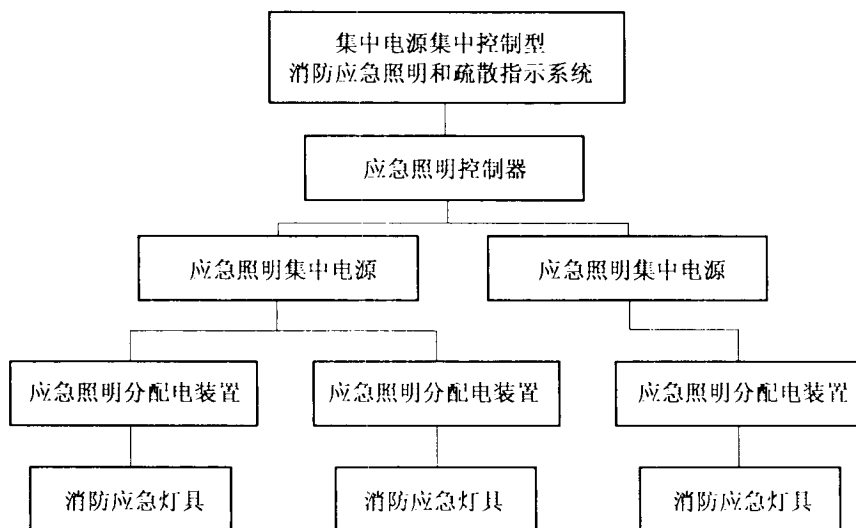 集中电源集中控制型
消防应急照明和疏散指示系统
应急照明控制器
应急照明集中电源
应急照明集中电源
应急照明分配电装置
应急照明分配电装置
应急照明分配电装置
消防应急灯具
消防应急灯具
消防应急灯具